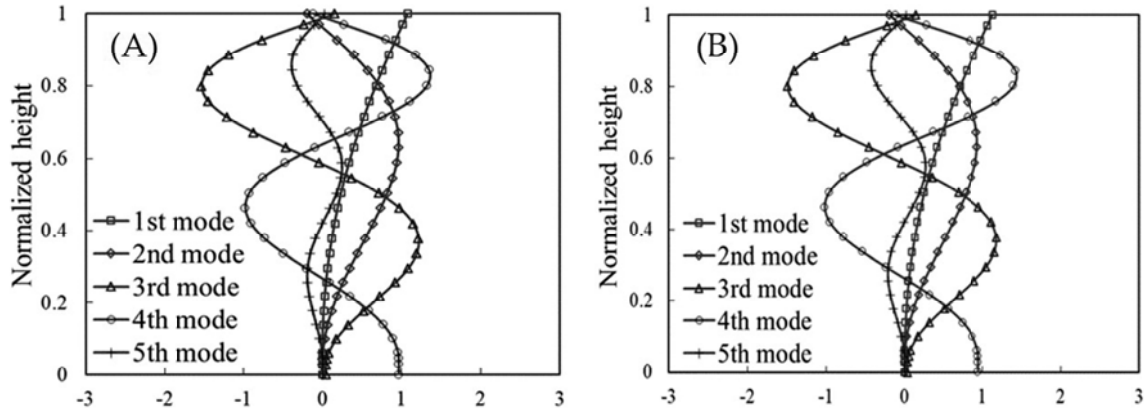 (A)
Normalized height
1
0.8
0.6
0.4
0.2
0
1st mode
2nd mode
3rd mode
4th mode
5th mode
-3 -2 -1 0 1 2 3
(B)
Normalized height
1
0.8
0.6
0.4
0.2
0
1st mode
2nd mode
3rd mode
4th mode
5th mode
-3 -2 -1 0 1 2 3